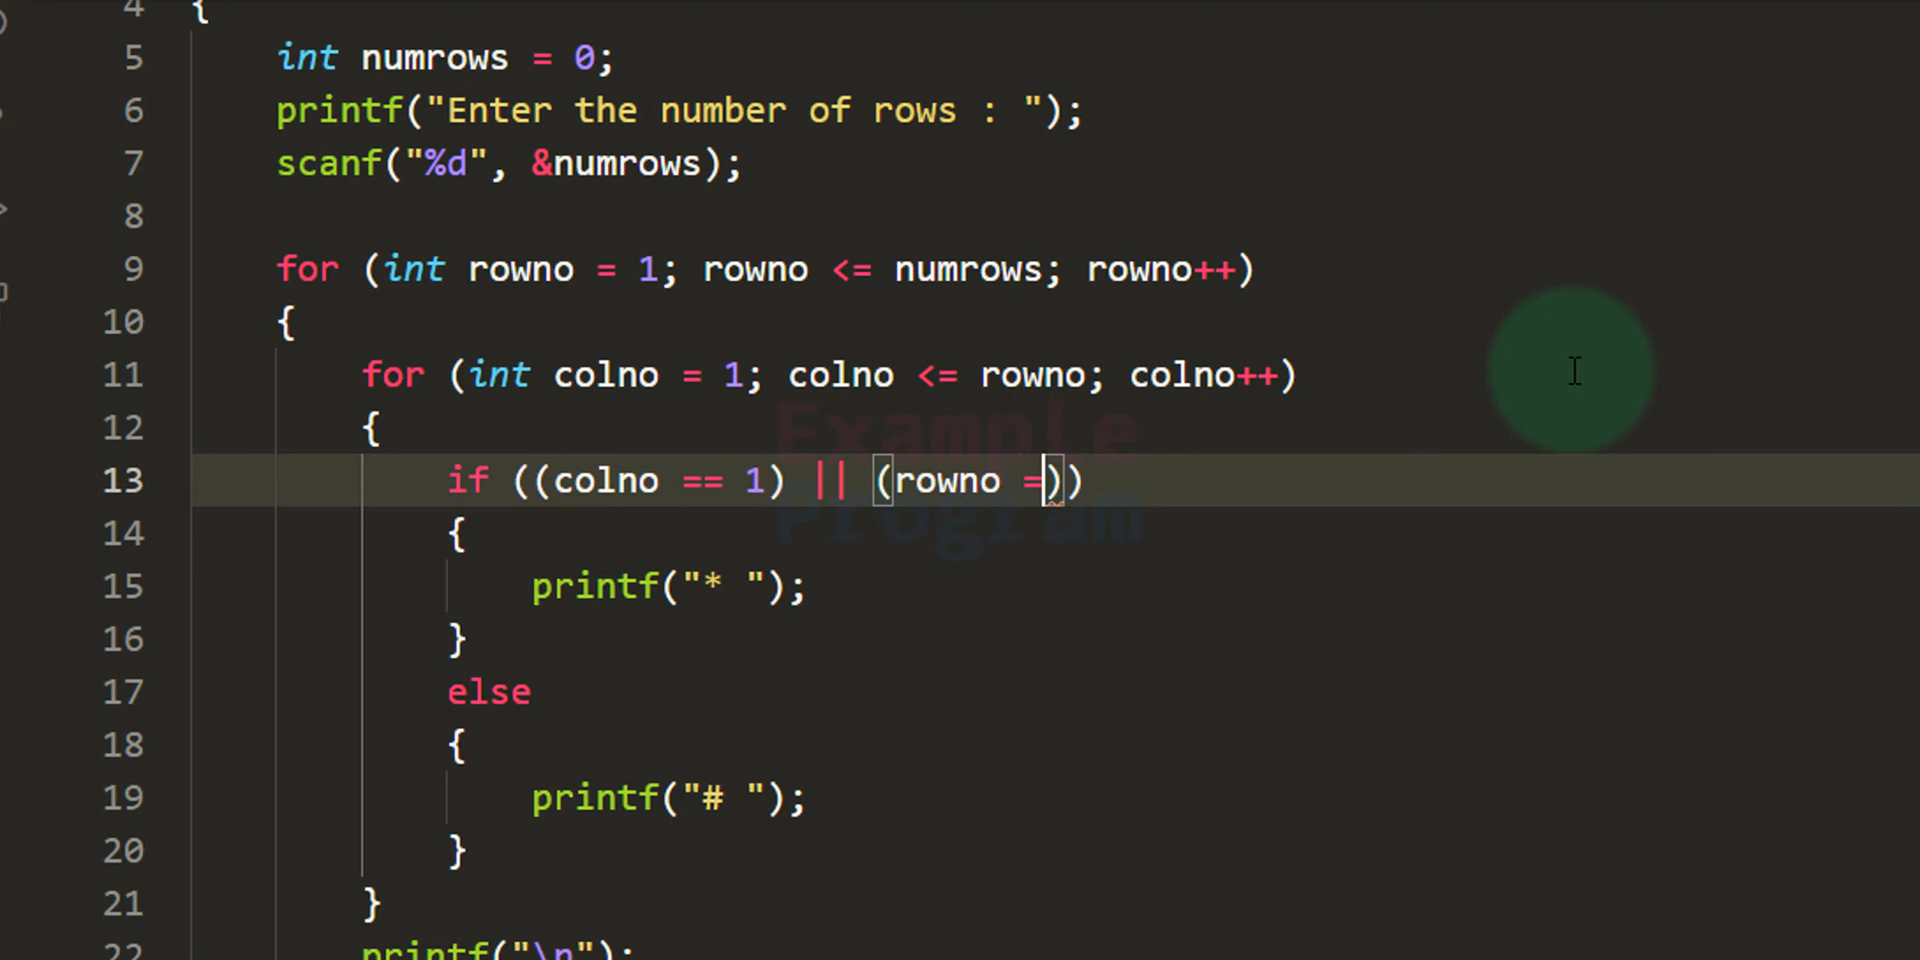 4 {
5 int numrows = 0;
6 printf("Enter the number of rows : ");
7 scanf("%d", &numrows);
8
9 for (int rowno = 1; rowno <= numrows; rowno++)
10 {
11 for (int colno = 1; colno <= rowno; colno++)
12 {
Example
13 if ((colno == 1) || (rowno =))
Program
14 {
15 printf("* ");
16 }
17 else
18 {
19 printf("# ");
20 }
21 }
22 printf("\n");